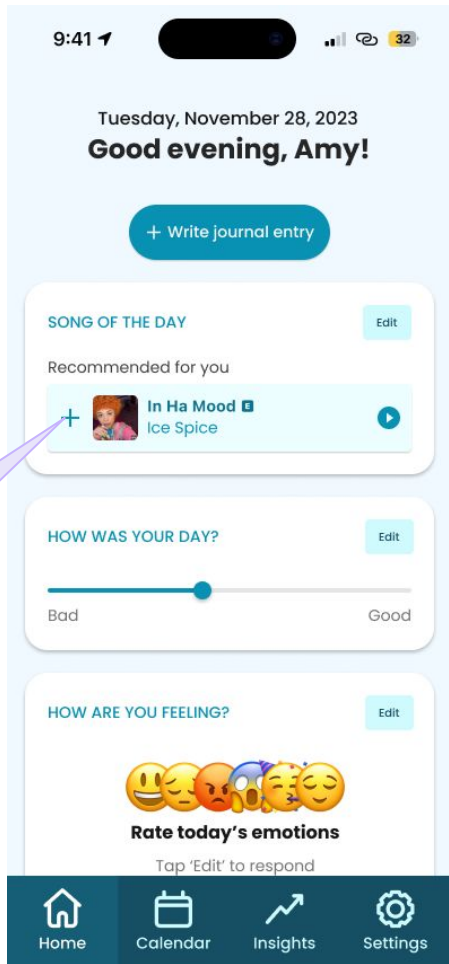 9:41
32
Tuesday, November 28, 2023
Good evening, Amy!
+ Write journal entry
SONG OF THE DAY
Edit
Recommended for you
+
In Ha Mood E
Ice Spice
HOW WAS YOUR DAY?
Edit
Bad
Good
HOW ARE YOU FEELING?
Edit
Rate today's emotions
Tap ‘Edit’ to respond
Home
Calendar
Insights
Settings